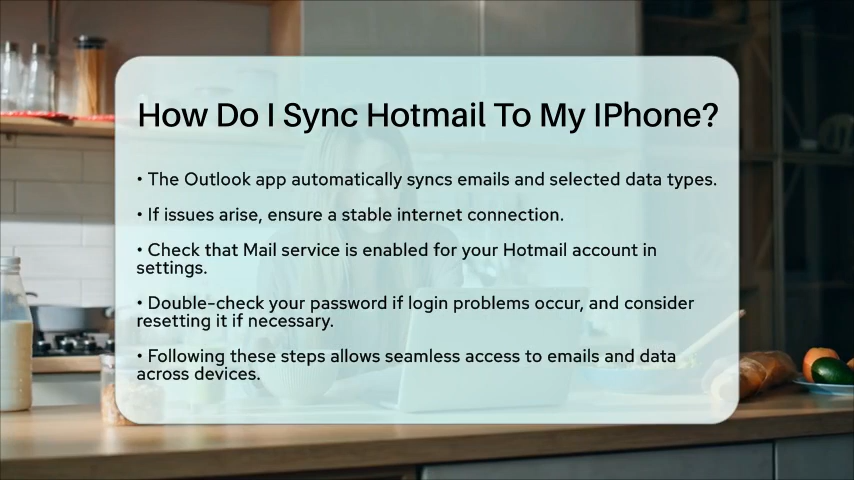 How Do I Sync Hotmail To My IPhone?
• The Outlook app automatically syncs emails and selected data types.
• If issues arise, ensure a stable internet connection.
• Check that Mail service is enabled for your Hotmail account in
settings.
• Double-check your password if login problems occur, and consider
resetting it if necessary.
• Following these steps allows seamless access to emails and data
across devices.